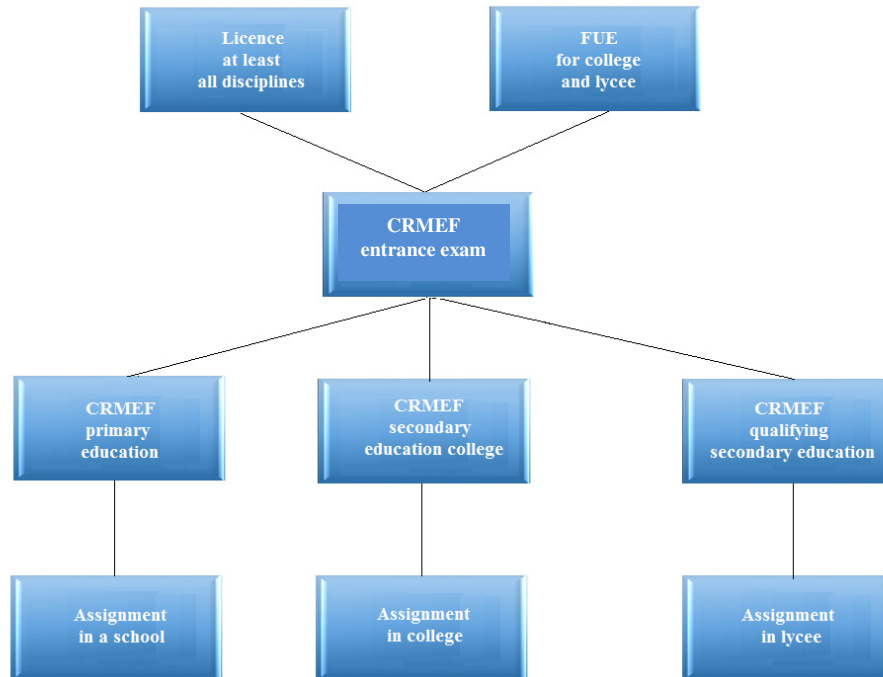 Licence
at least
all disciplines
FUE
for college
and lycee
CRMEF
entrance exam
CRMEF
primary
education
CRMEF
secondary
education college
CRMEF
qualifying
secondary education
Assignment
in a school
Assignment
in college
Assignment
in lycee